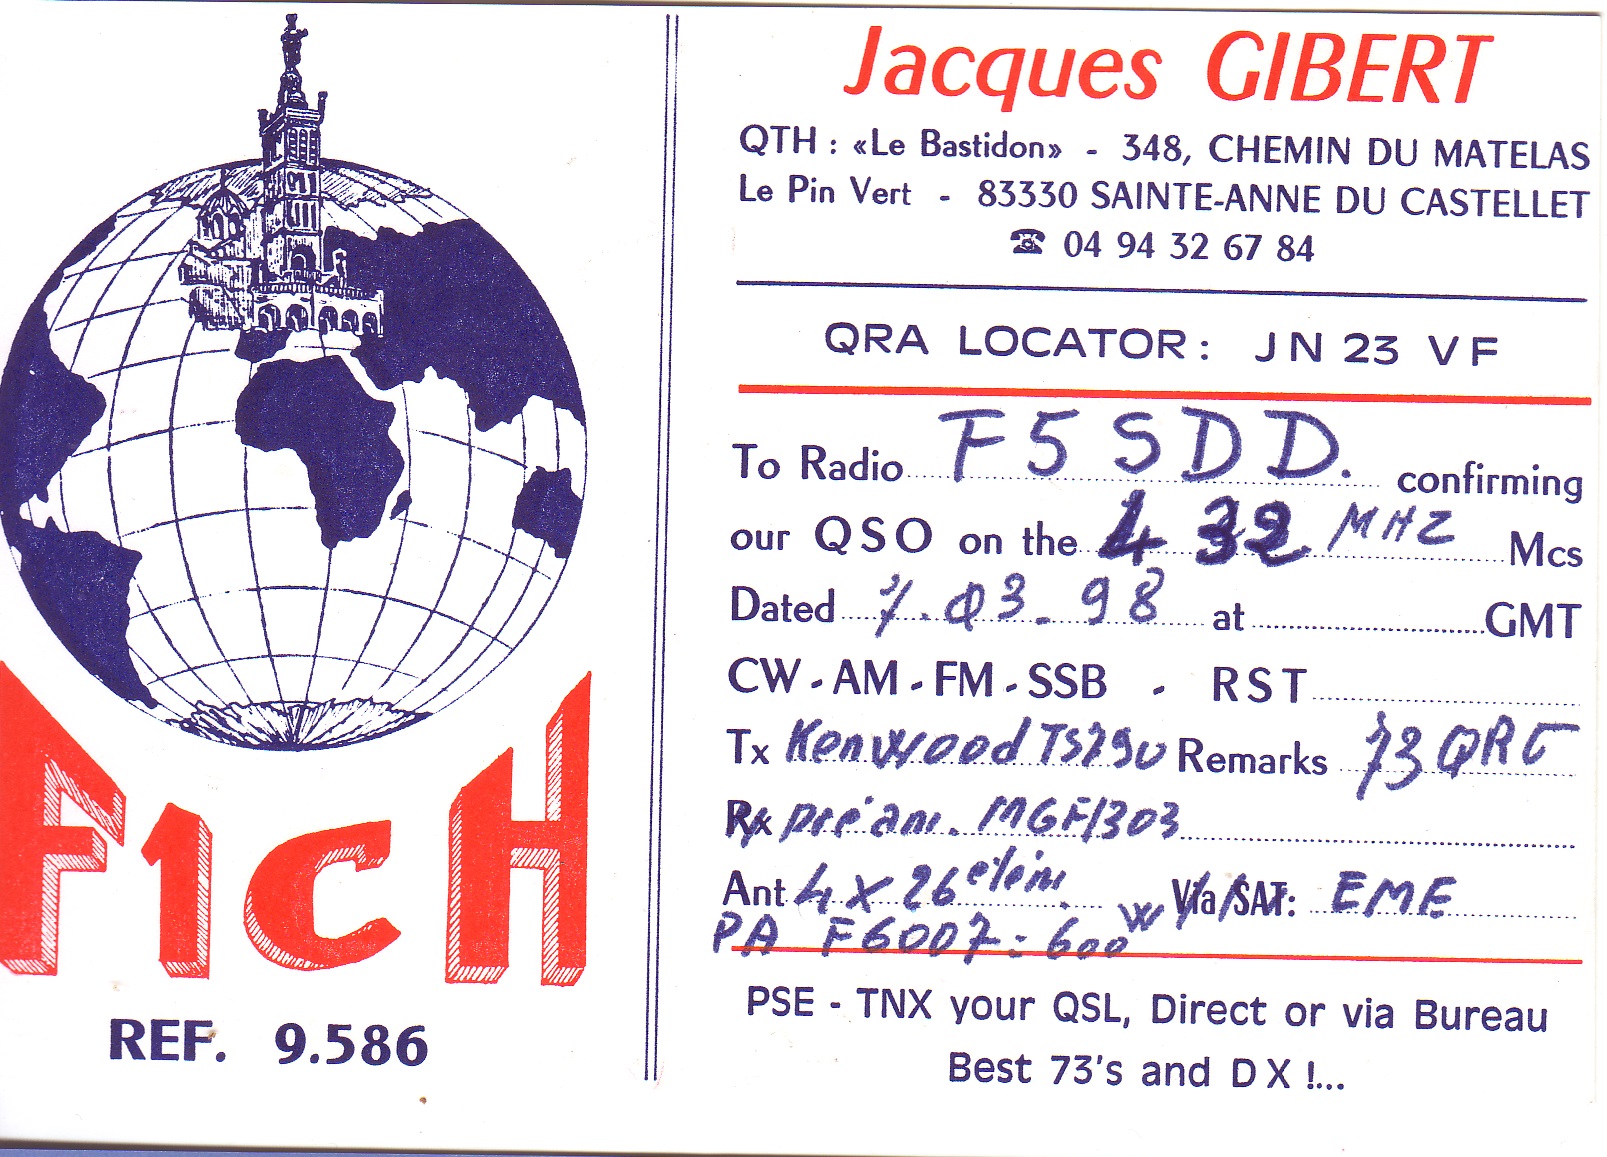 F1CH
REF. 9.586
Jacques GIBERT
QTH : «Le Bastidon» - 348, CHEMIN DU MATELAS
Le Pin Vert - 83330 SAINTE-ANNE DU CASTELLET
☎ 04 94 32 67 84
QRA LOCATOR : JN 23 VF
To Radio F5SDD. confirming
our QSO on the 432 MHZ Mcs
Dated 7.03.98 at GMT
CW - AM - FM - SSB - RST
Tx Kenwood TS790 Remarks 73 QRO
Rx préam. MGF1303
Ant 4 X 26 élém. Via/SAT: EME
PA F6007 : 600 W
PSE - TNX your QSL, Direct or via Bureau
Best 73's and DX !...